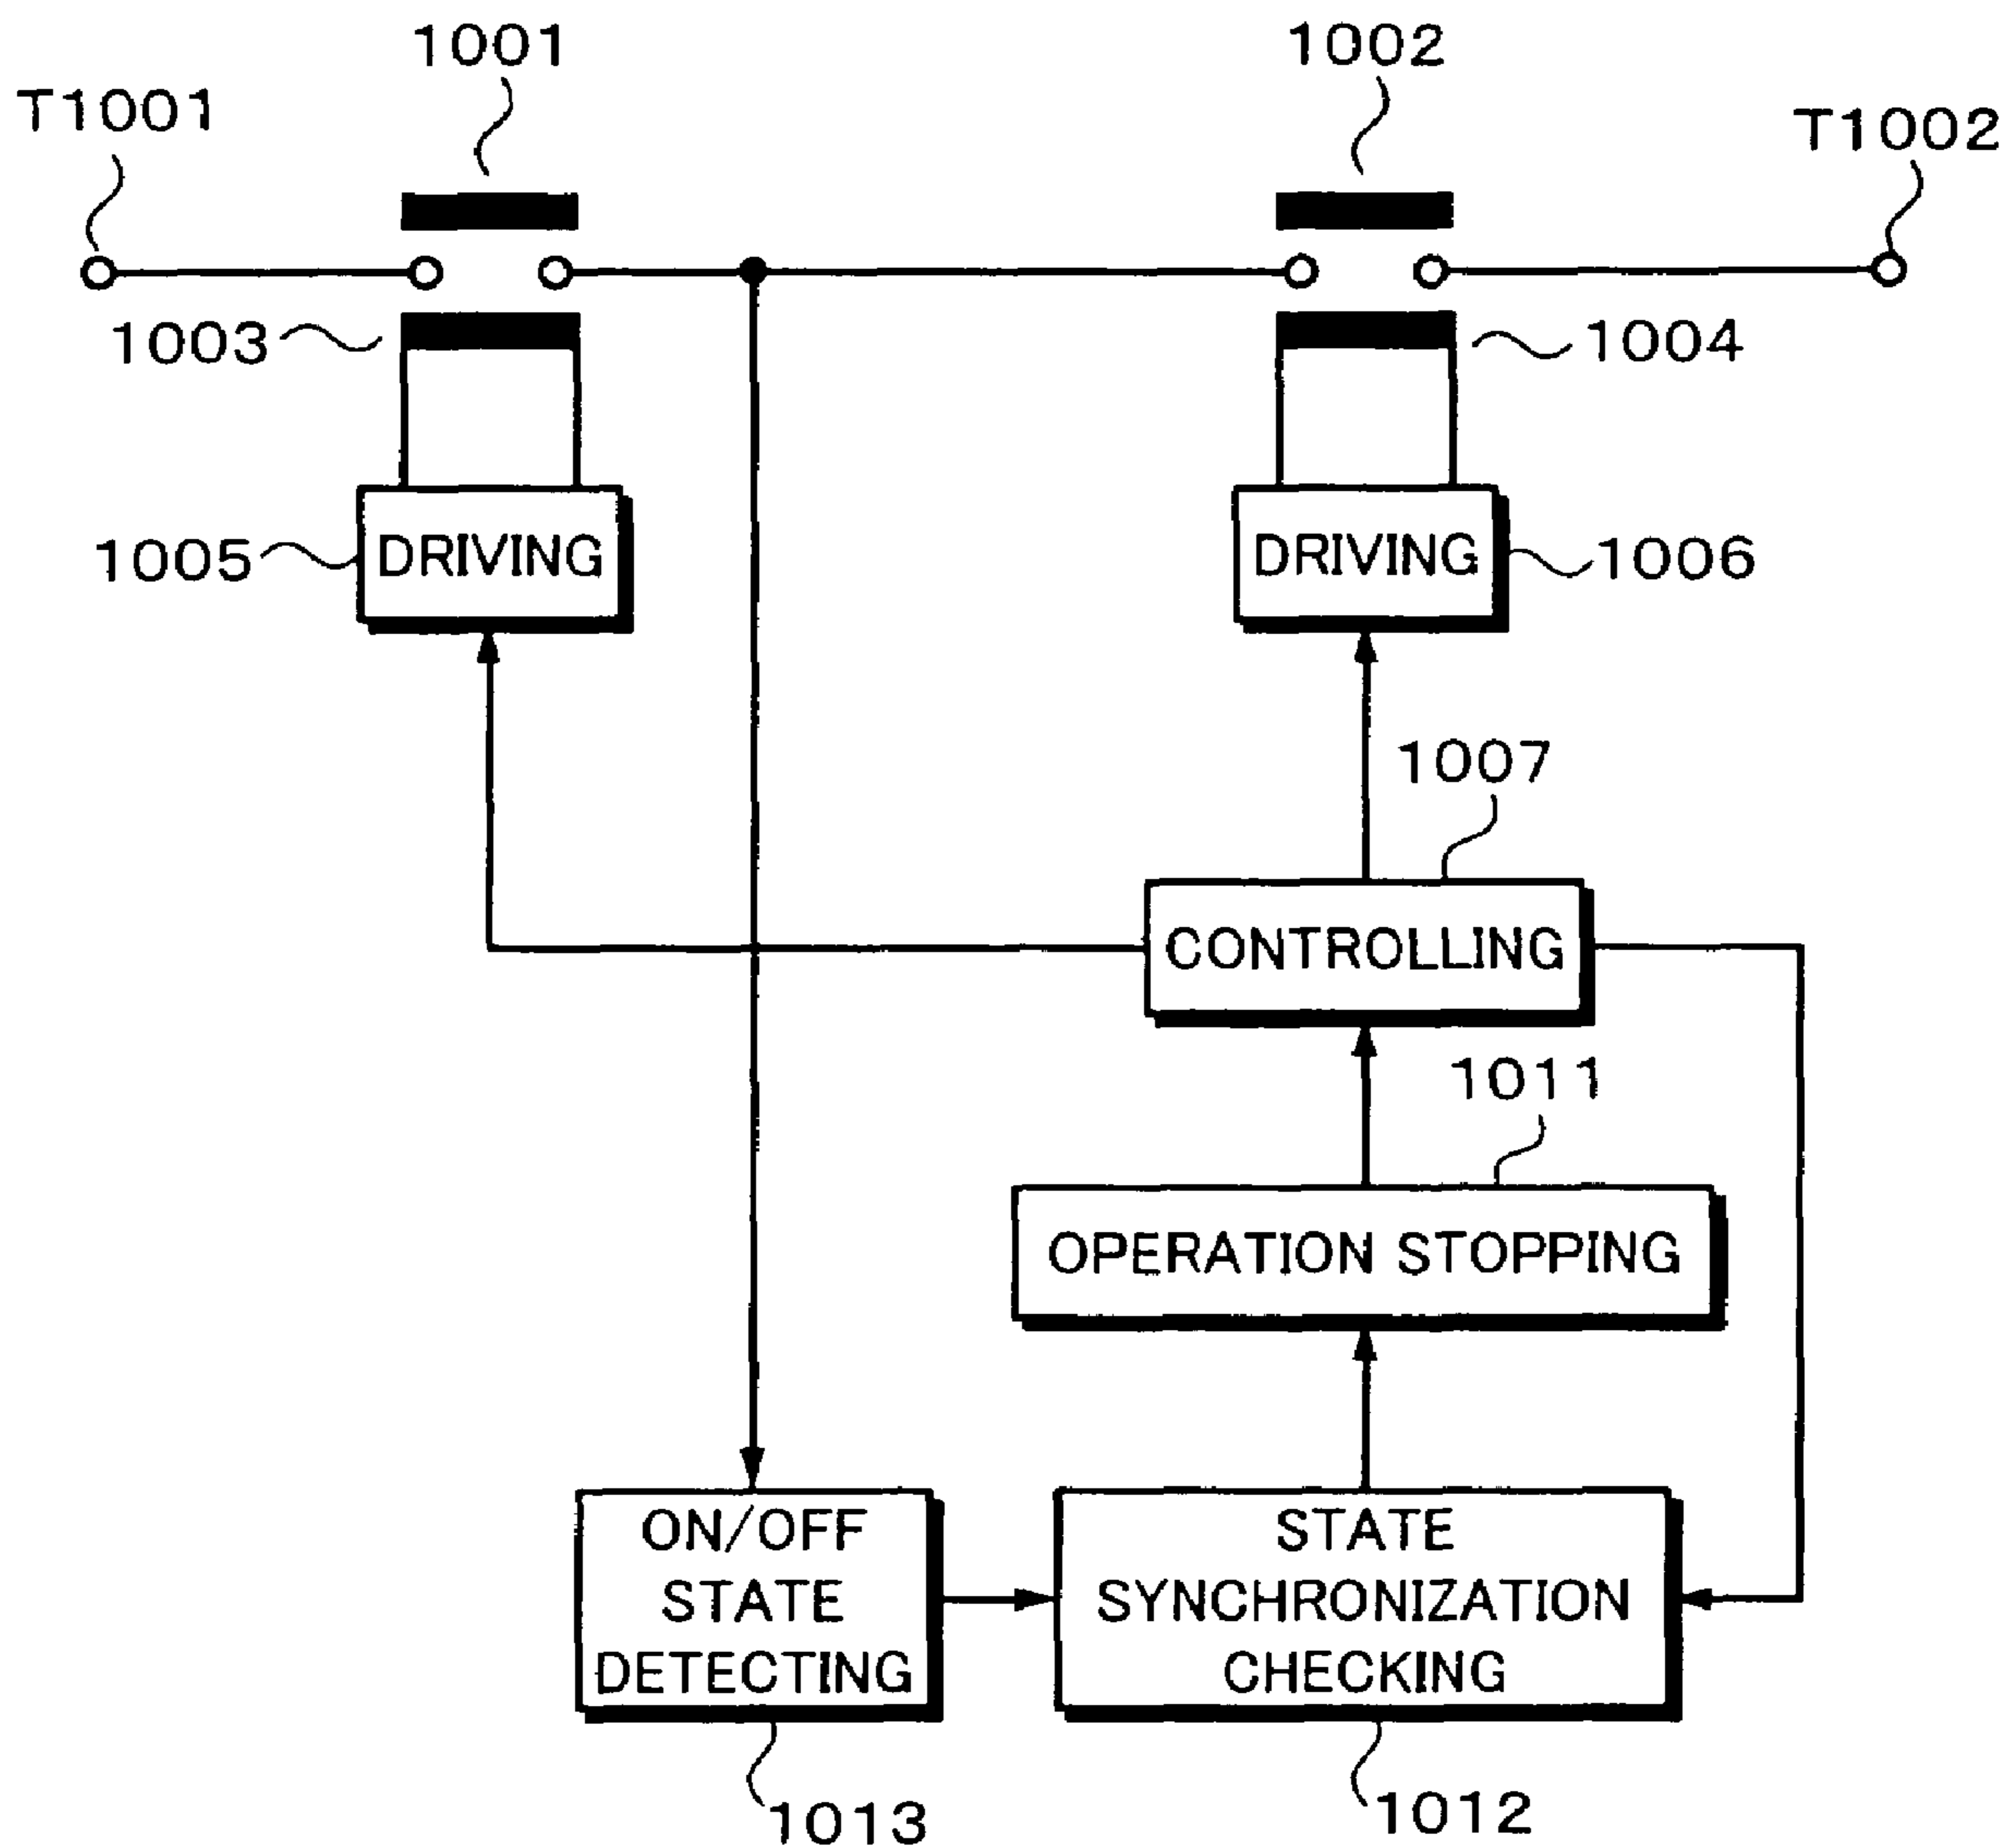 1001
1002
T1001
T1002
1003
1004
1005
DRIVING
DRIVING
1006
1007
CONTROLLING
1011
OPERATION STOPPING
ON/OFF
STATE
DETECTING
STATE
SYNCHRONIZATION
CHECKING
1013
1012